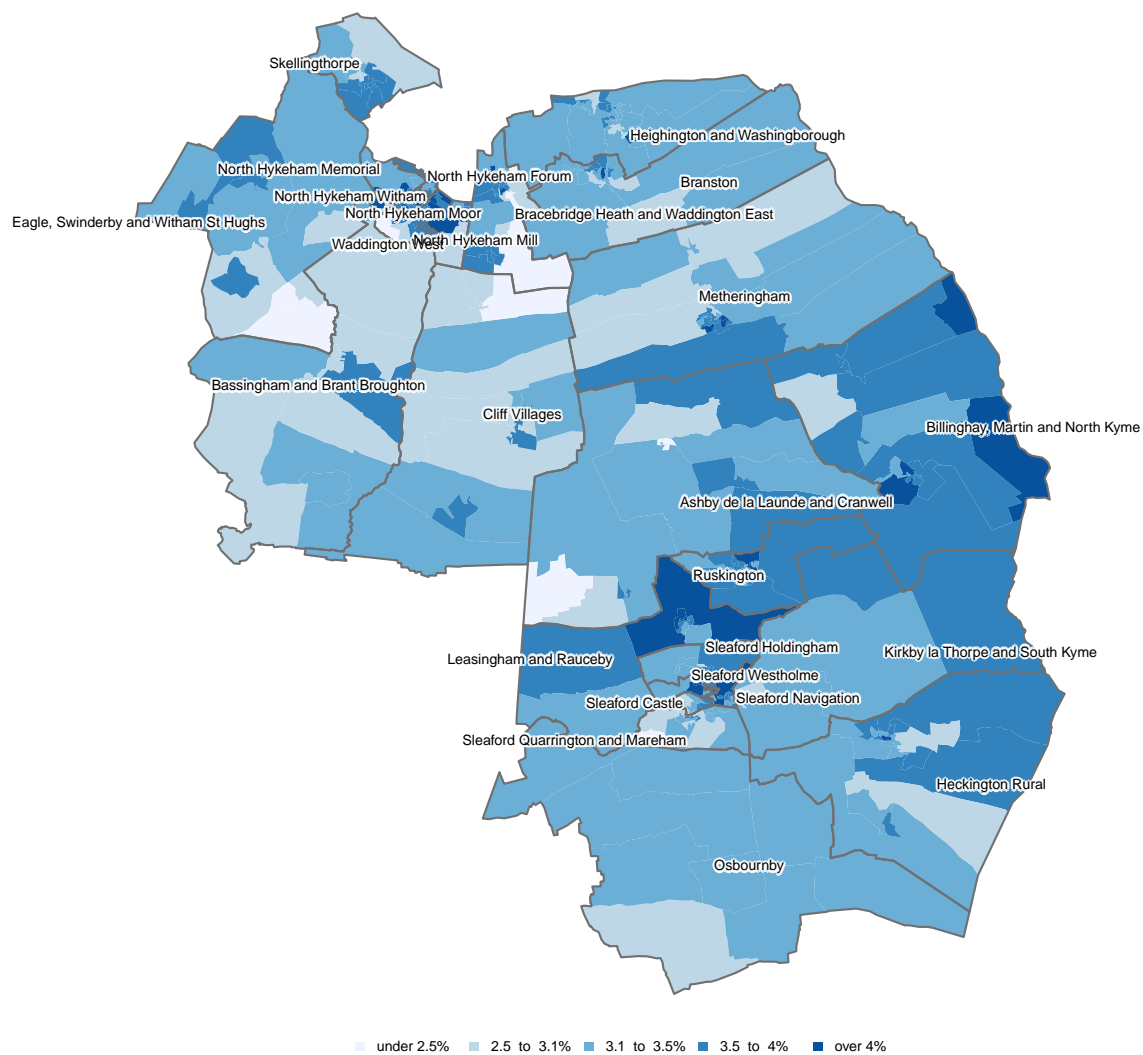 Skellingthorpe
Heighington and Washingborough
North Hykeham Memorial
North Hykeham Forum
Branston
North Hykeham Witham
North Hykeham Moor
Bracebridge Heath and Waddington East
Eagle, Swinderby and Witham St Hughs
Waddington West
North Hykeham Mill
Metheringham
Bassingham and Brant Broughton
Cliff Villages
Billinghay, Martin and North Kyme
Ashby de la Launde and Cranwell
Ruskington
Sleaford Holdingham
Kirkby la Thorpe and South Kyme
Leasingham and Rauceby
Sleaford Westholme
Sleaford Castle
Sleaford Navigation
Sleaford Quarrington and Mareham
Heckington Rural
Osbournby
under 2.5% 2.5 to 3.1% 3.1 to 3.5% 3.5 to 4% over 4%